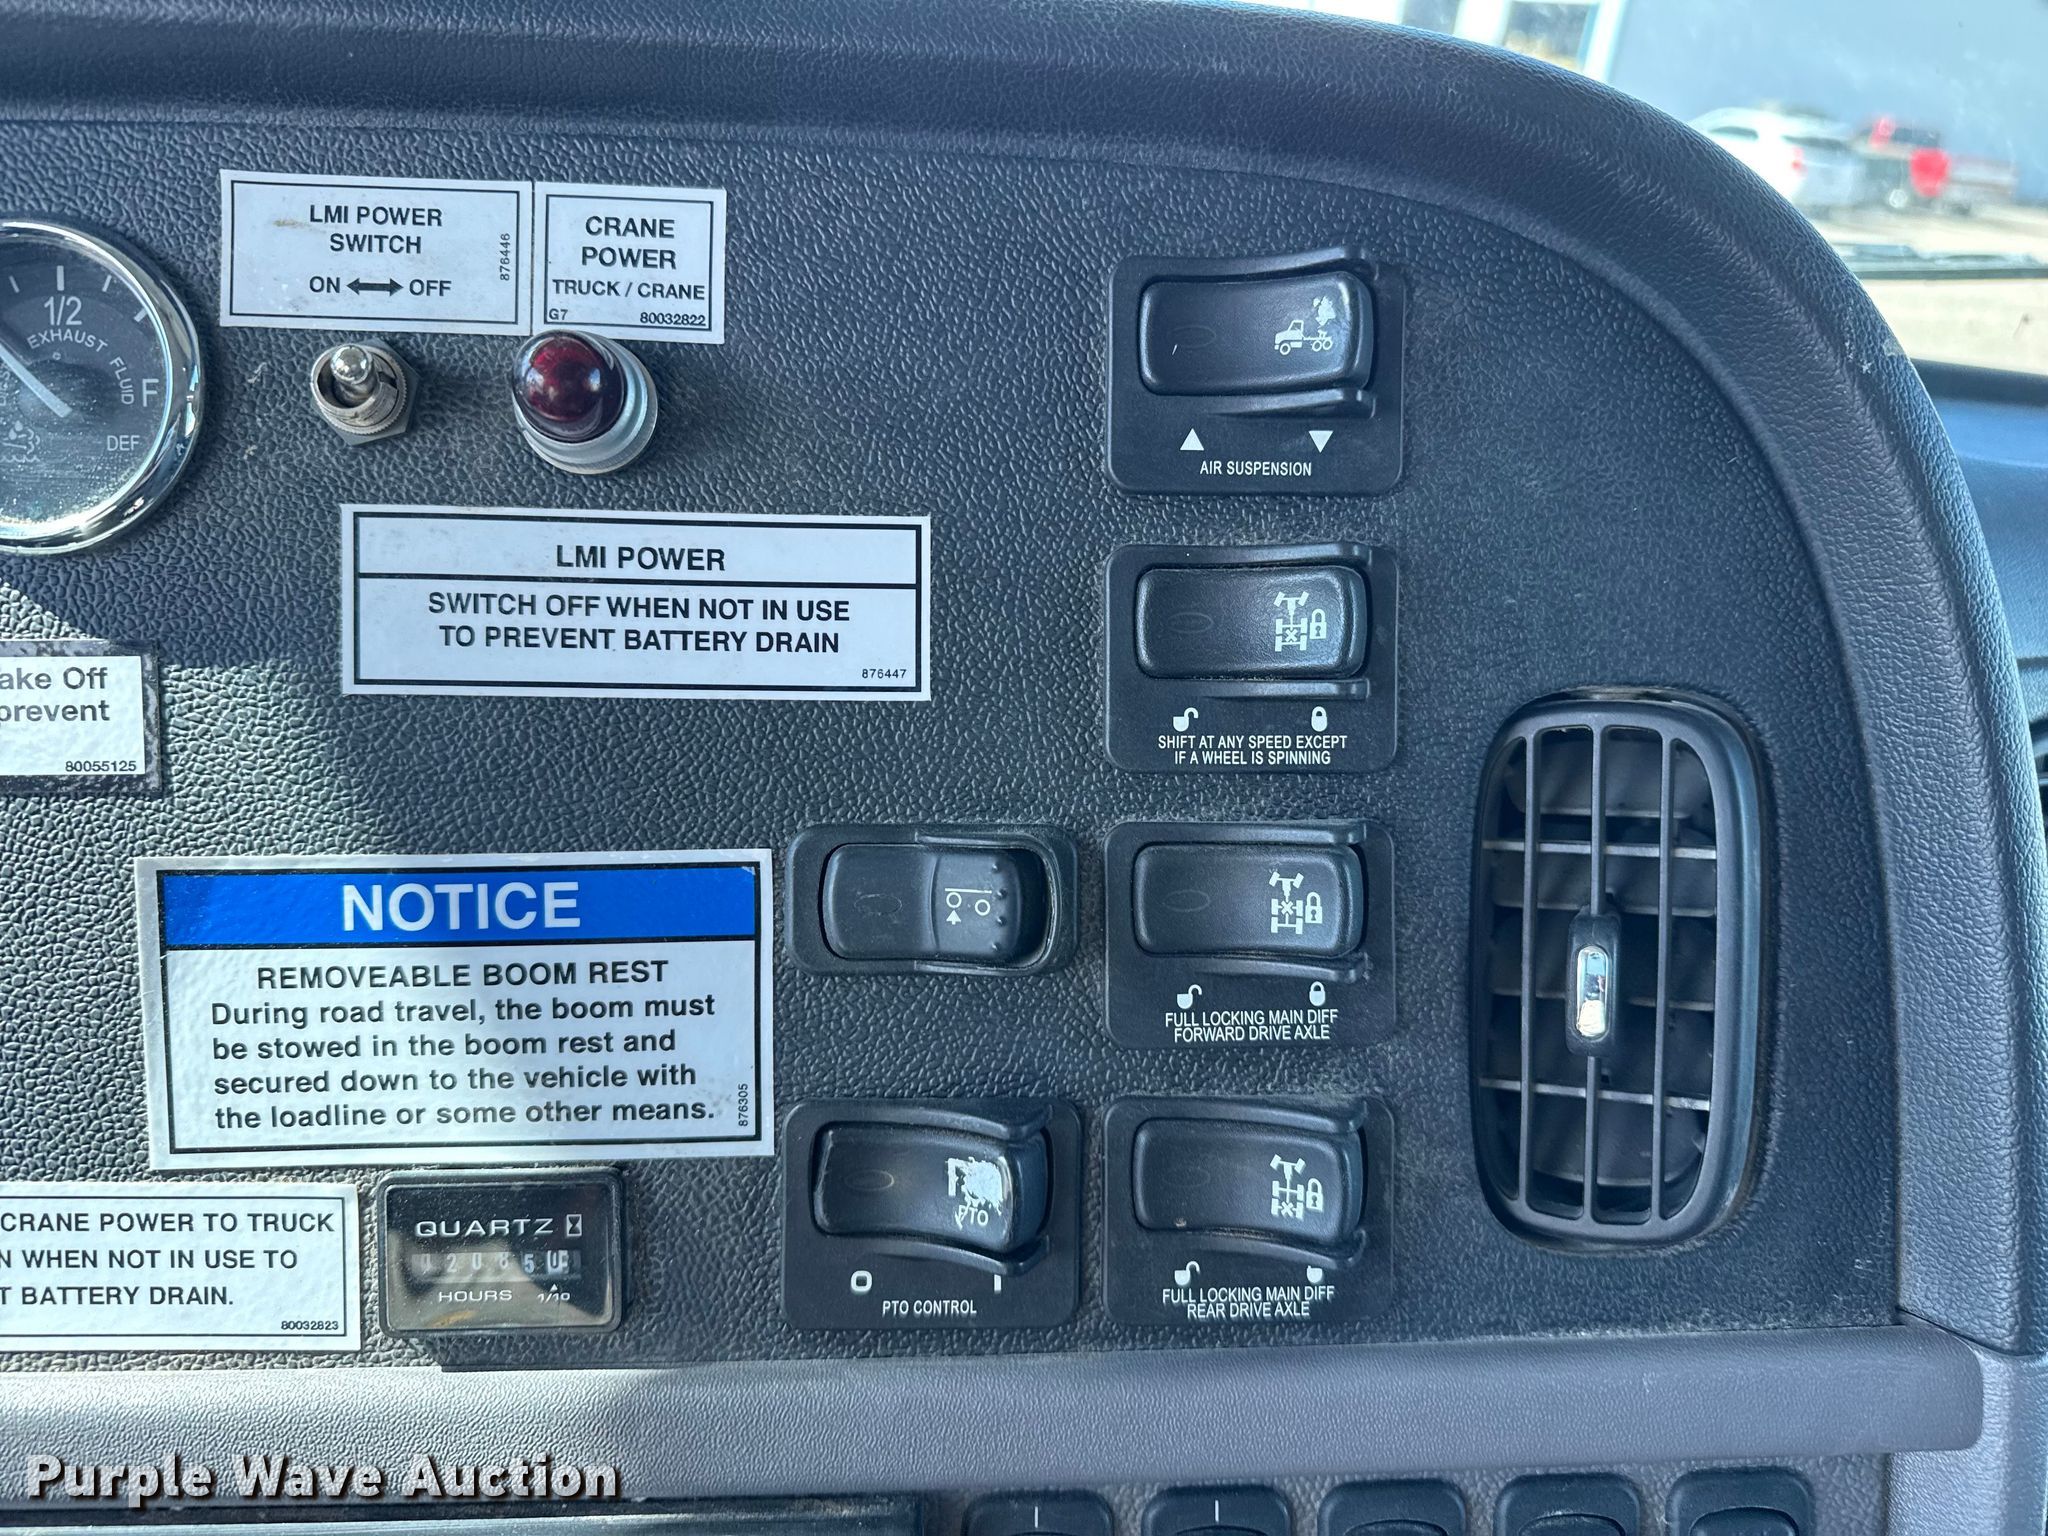 LMI POWER
SWITCH
ON OFF
876446
CRANE
POWER
TRUCK / CRANE
G7 80032822
1/2
EXHAUST FLUID
F
DEF
AIR SUSPENSION
LMI POWER
SWITCH OFF WHEN NOT IN USE
TO PREVENT BATTERY DRAIN
876447
ake Off
prevent
80055125
SHIFT AT ANY SPEED EXCEPT
IF A WHEEL IS SPINNING
NOTICE
REMOVEABLE BOOM REST
During road travel, the boom must
be stowed in the boom rest and
secured down to the vehicle with
the loadline or some other means.
876305
FULL LOCKING MAIN DIFF
FORWARD DRIVE AXLE
CRANE POWER TO TRUCK
N WHEN NOT IN USE TO
T BATTERY DRAIN.
80032823
QUARTZ
HOURS 1/10
PTO
O I
PTO CONTROL
FULL LOCKING MAIN DIFF
REAR DRIVE AXLE
Purple Wave Auction